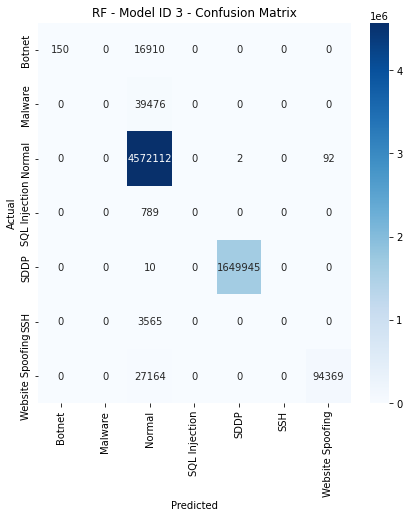 RF - Model ID 3 - Confusion Matrix
1e6
Botnet 150 0 16910 0 0 0 0
Malware 0 0 39476 0 0 0 0
Normal 0 0 4572112 0 2 0 92
SQL Injection 0 0 789 0 0 0 0
SDDP 0 0 10 0 1649945 0 0
SSH 0 0 3565 0 0 0 0
Website Spoofing 0 0 27164 0 0 0 94369
Actual
4
3
2
1
0
Botnet
Malware
Normal
SQL Injection
SDDP
SSH
Website Spoofing
Predicted